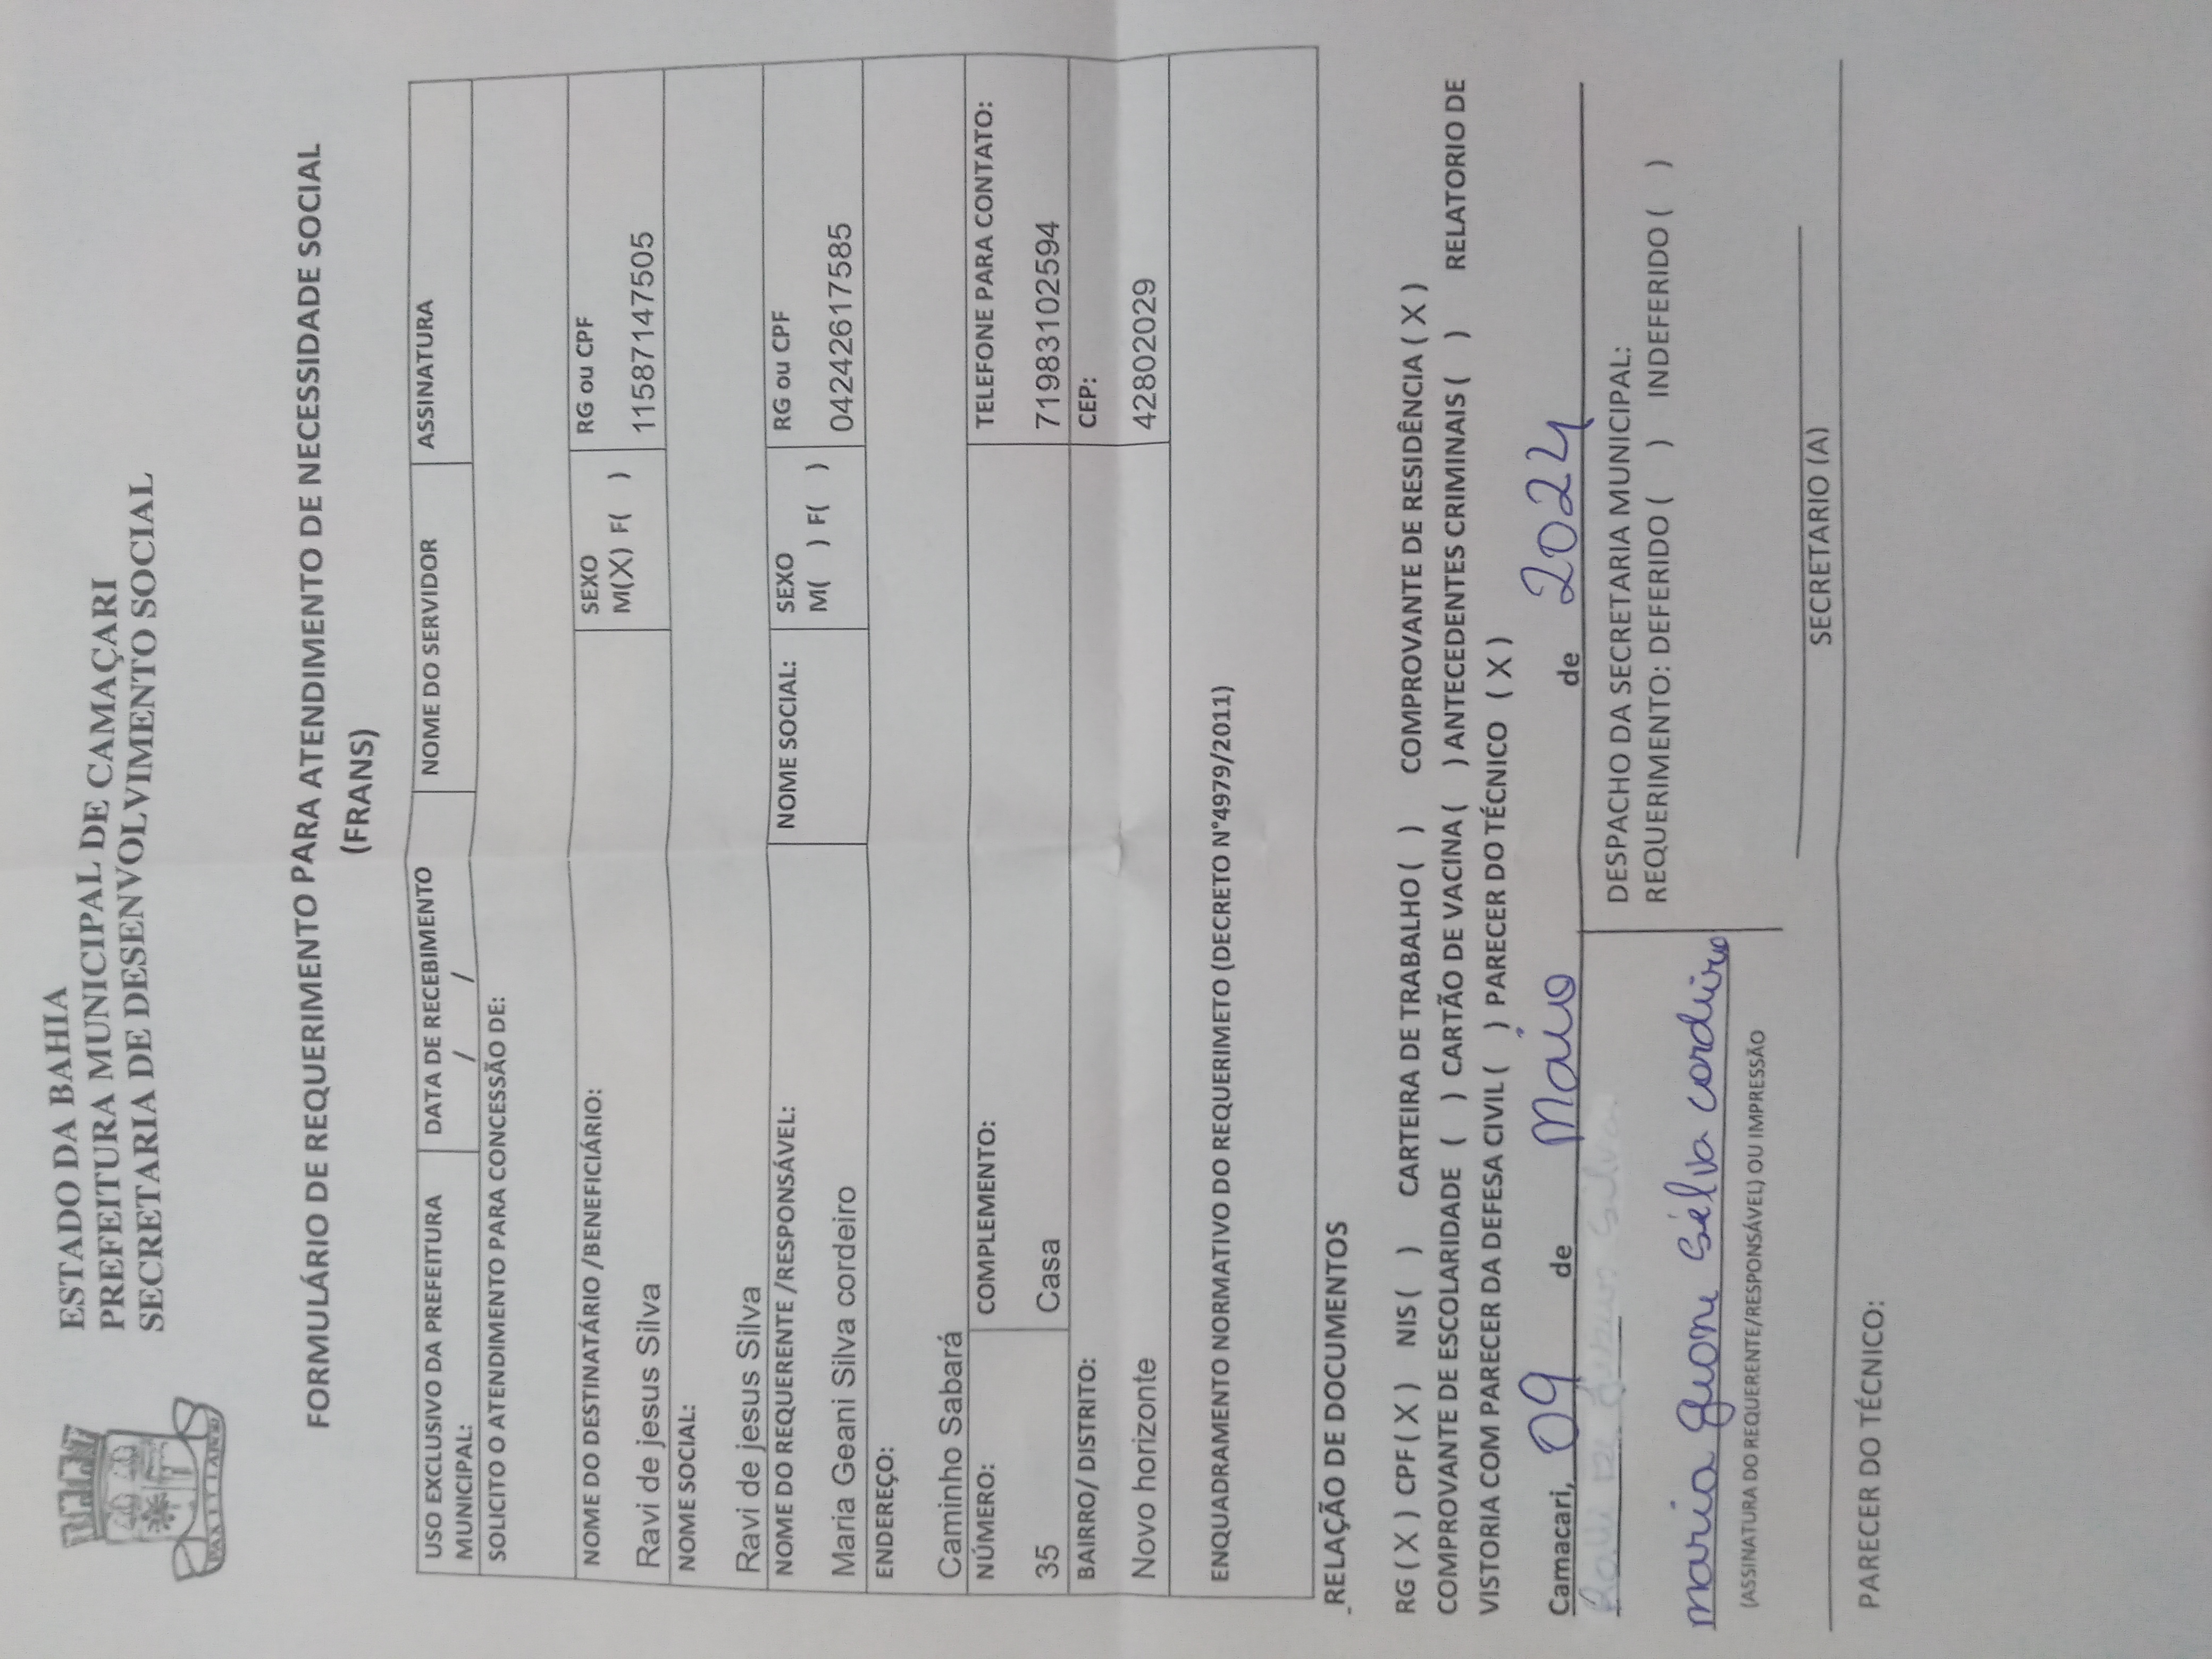 ESTADO DA BAHIA
PREFEITURA MUNICIPAL DE CAMAÇARI
SECRETARIA DE DESENVOLVIMENTO SOCIAL
PAX ET LABOR
FORMULÁRIO DE REQUERIMENTO PARA ATENDIMENTO DE NECESSIDADE SOCIAL
(FRANS)
USO EXCLUSIVO DA PREFEITURA MUNICIPAL: DATA DE RECEBIMENTO / / NOME DO SERVIDOR ASSINATURA
SOLICITO O ATENDIMENTO PARA CONCESSÃO DE:
NOME DO DESTINATÁRIO /BENEFICIÁRIO: SEXO RG ou CPF
M(X) F( )
Ravi de jesus Silva 11587147505
NOME SOCIAL:
Ravi de jesus Silva
NOME DO REQUERENTE /RESPONSÁVEL: NOME SOCIAL: SEXO RG ou CPF
M( ) F( )
Maria Geani Silva cordeiro 04242617585
ENDEREÇO:
Caminho Sabará
NÚMERO: COMPLEMENTO: TELEFONE PARA CONTATO:
35 Casa 71983102594
BAIRRO/ DISTRITO: CEP:
Novo horizonte 42802029
ENQUADRAMENTO NORMATIVO DO REQUERIMETO (DECRETO N°4979/2011)
RELAÇÃO DE DOCUMENTOS
RG ( X ) CPF ( X ) NIS ( ) CARTEIRA DE TRABALHO ( ) COMPROVANTE DE RESIDÊNCIA ( X )
COMPROVANTE DE ESCOLARIDADE ( ) CARTÃO DE VACINA ( ) ANTECEDENTES CRIMINAIS ( ) RELATORIO DE
VISTORIA COM PARECER DA DEFESA CIVIL ( ) PARECER DO TÉCNICO ( X )
Camacari, 09 de Maio de 2024
Ravi de Jesus Silva
DESPACHO DA SECRETARIA MUNICIPAL:
REQUERIMENTO: DEFERIDO ( ) INDEFERIDO ( )
maria geone Silva cordeiro
(ASSINATURA DO REQUERENTE/RESPONSÁVEL) OU IMPRESSÃO
SECRETARIO (A)
PARECER DO TÉCNICO: